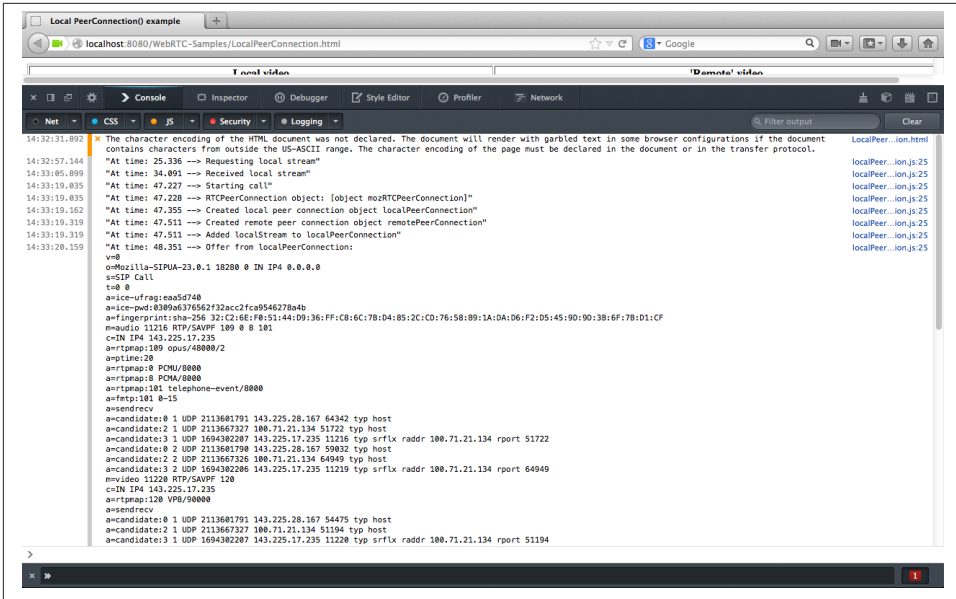 Local PeerConnection() example
+
localhost:8080/WebRTC-Samples/LocalPeerConnection.html
Google
Local video 'Remote' video
Console Inspector Debugger Style Editor Profiler Network
Net CSS JS Security Logging Filter output Clear
14:32:31.892 × The character encoding of the HTML document was not declared. The document will render with garbled text in some browser configurations if the document LocalPeer…ion.html
contains characters from outside the US-ASCII range. The character encoding of the page must be declared in the document or in the transfer protocol.
14:32:57.144 "At time: 25.336 --> Requesting local stream" localPeer…ion.js:25
14:33:05.899 "At time: 34.091 --> Received local stream" localPeer…ion.js:25
14:33:19.035 "At time: 47.227 --> Starting call" localPeer…ion.js:25
14:33:19.035 "At time: 47.228 --> RTCPeerConnection object: [object mozRTCPeerConnection]" localPeer…ion.js:25
14:33:19.162 "At time: 47.355 --> Created local peer connection object localPeerConnection" localPeer…ion.js:25
14:33:19.319 "At time: 47.511 --> Created remote peer connection object remotePeerConnection" localPeer…ion.js:25
14:33:19.319 "At time: 47.511 --> Added localStream to localPeerConnection" localPeer…ion.js:25
14:33:20.159 "At time: 48.351 --> Offer from localPeerConnection: localPeer…ion.js:25
v=0
o=Mozilla-SIPUA-23.0.1 18280 0 IN IP4 0.0.0.0
s=SIP Call
t=0 0
a=ice-ufrag:eaa5d740
a=ice-pwd:0309a6376562f32acc2fca9546278a4b
a=fingerprint:sha-256 32:C2:6E:F0:51:44:D9:36:FF:C8:6C:7B:D4:85:2C:CD:76:58:B9:1A:DA:D6:F2:D5:45:9D:9D:3B:6F:7B:D1:CF
m=audio 11216 RTP/SAVPF 109 0 8 101
c=IN IP4 143.225.17.235
a=rtpmap:109 opus/48000/2
a=ptime:20
a=rtpmap:0 PCMU/8000
a=rtpmap:8 PCMA/8000
a=rtpmap:101 telephone-event/8000
a=fmtp:101 0-15
a=sendrecv
a=candidate:0 1 UDP 2113601791 143.225.28.167 64342 typ host
a=candidate:2 1 UDP 2113667327 100.71.21.134 51722 typ host
a=candidate:3 1 UDP 1694302207 143.225.17.235 11216 typ srflx raddr 100.71.21.134 rport 51722
a=candidate:0 2 UDP 2113601790 143.225.28.167 59032 typ host
a=candidate:2 2 UDP 2113667326 100.71.21.134 64949 typ host
a=candidate:3 2 UDP 1694302206 143.225.17.235 11219 typ srflx raddr 100.71.21.134 rport 64949
m=video 11220 RTP/SAVPF 120
c=IN IP4 143.225.17.235
a=rtpmap:120 VP8/90000
a=sendrecv
a=candidate:0 1 UDP 2113601791 143.225.28.167 54475 typ host
a=candidate:2 1 UDP 2113667327 100.71.21.134 51194 typ host
a=candidate:3 1 UDP 1694302207 143.225.17.235 11220 typ srflx raddr 100.71.21.134 rport 51194
>
× » 1